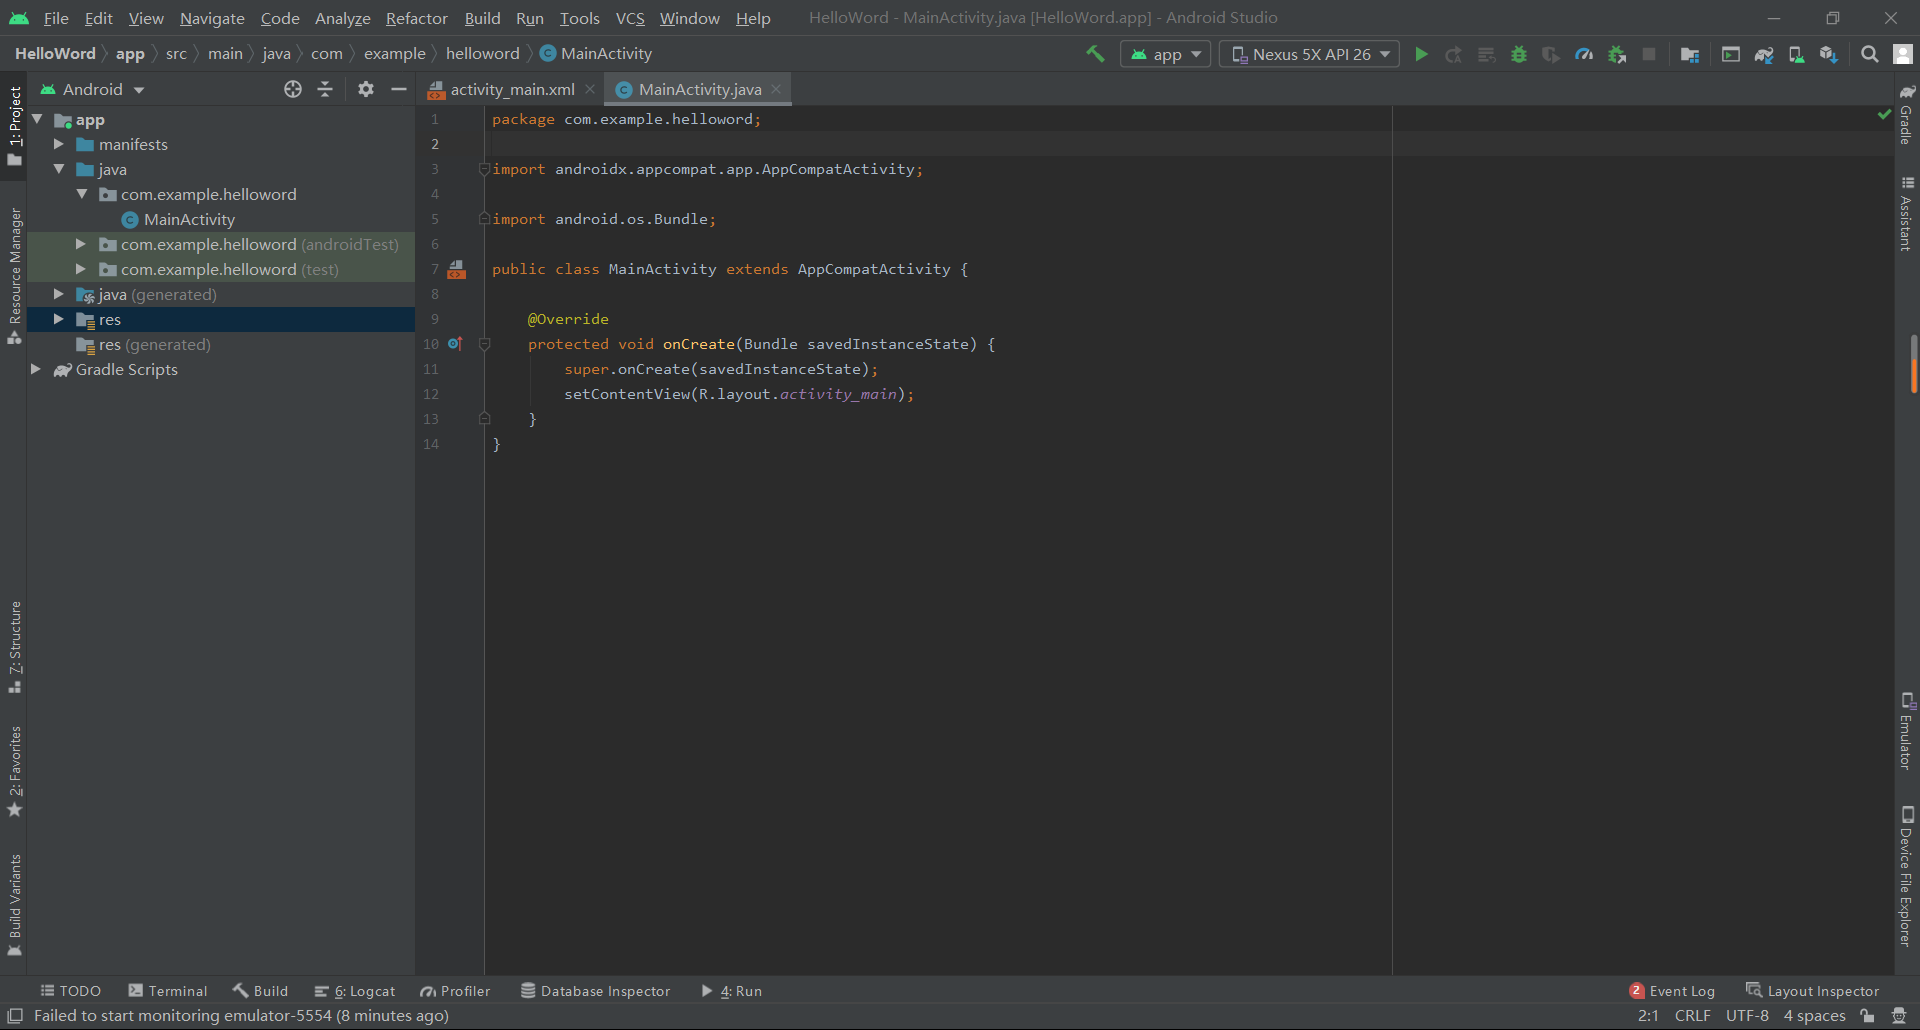 File Edit View Navigate Code Analyze Refactor Build Run Tools VCS Window Help HelloWord - MainActivity.java [HelloWord.app] - Android Studio
HelloWord app src main java com example helloword MainActivity app Nexus 5X API 26
Android
activity_main.xml MainActivity.java
1: Project
Resource Manager
7: Structure
2: Favorites
Build Variants
app
manifests
java
com.example.helloword
MainActivity
com.example.helloword (androidTest)
com.example.helloword (test)
java (generated)
res
res (generated)
Gradle Scripts
1 package com.example.helloword;
2
3 import androidx.appcompat.app.AppCompatActivity;
4
5 import android.os.Bundle;
6
7 public class MainActivity extends AppCompatActivity {
8
9 @Override
10 protected void onCreate(Bundle savedInstanceState) {
11 super.onCreate(savedInstanceState);
12 setContentView(R.layout.activity_main);
13 }
14 }
Gradle
Assistant
Emulator
Device File Explorer
TODO Terminal Build 6: Logcat Profiler Database Inspector 4: Run 2 Event Log Layout Inspector
Failed to start monitoring emulator-5554 (8 minutes ago) 2:1 CRLF UTF-8 4 spaces